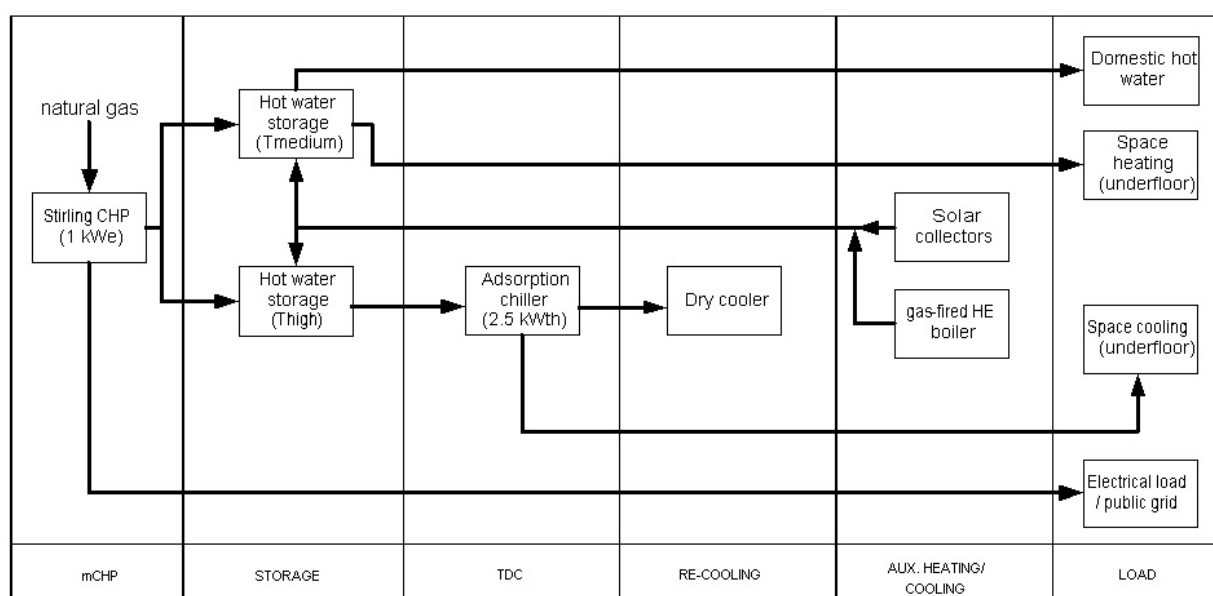 natural gas
Stirling CHP
(1 kWe)
Hot water
storage
(Tmedium)
Hot water
storage
(Thigh)
Adsorption
chiller
(2.5 kWth)
Dry cooler
Solar
collectors
gas-fired HE
boiler
Domestic hot
water
Space
heating
(underfloor)
Space cooling
(underfloor)
Electrical load
/ public grid
mCHP
STORAGE
TDC
RE-COOLING
AUX. HEATING/
COOLING
LOAD